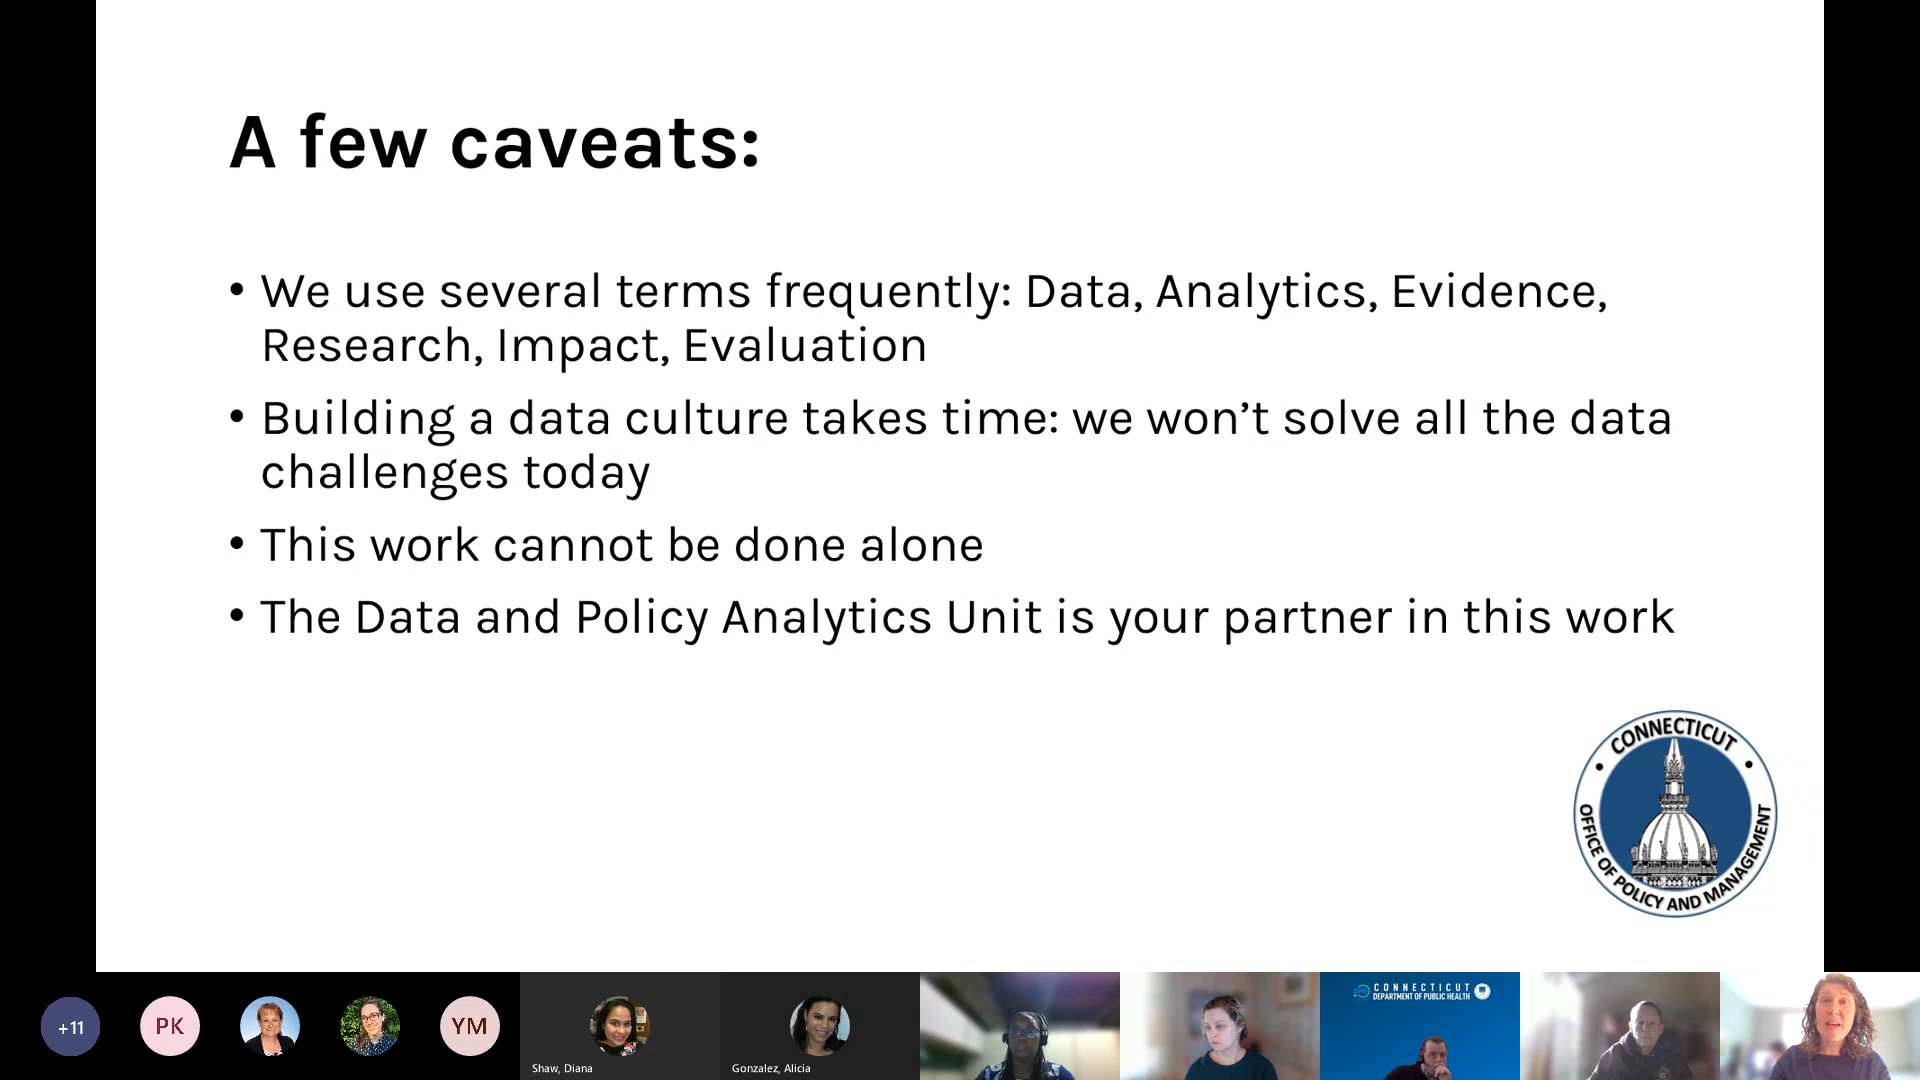 A few caveats:
• We use several terms frequently: Data, Analytics, Evidence,
Research, Impact, Evaluation
• Building a data culture takes time: we won’t solve all the data
challenges today
• This work cannot be done alone
• The Data and Policy Analytics Unit is your partner in this work
CONNECTICUT
OFFICE OF POLICY AND MANAGEMENT
+11
PK
YM
Shaw, Diana
Gonzalez, Alicia
CONNECTICUT
DEPARTMENT OF PUBLIC HEALTH